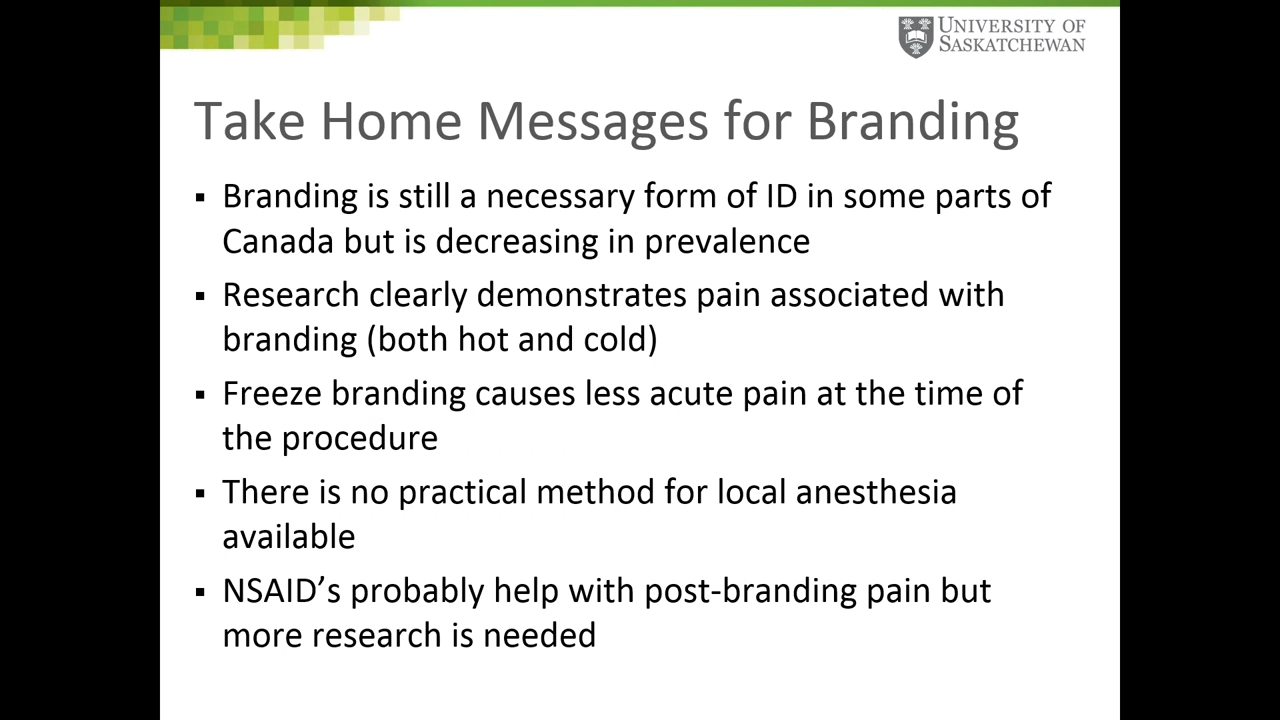 UNIVERSITY OF
SASKATCHEWAN
Take Home Messages for Branding
▪ Branding is still a necessary form of ID in some parts of
Canada but is decreasing in prevalence
▪ Research clearly demonstrates pain associated with
branding (both hot and cold)
▪ Freeze branding causes less acute pain at the time of
the procedure
▪ There is no practical method for local anesthesia
available
▪ NSAID’s probably help with post-branding pain but
more research is needed